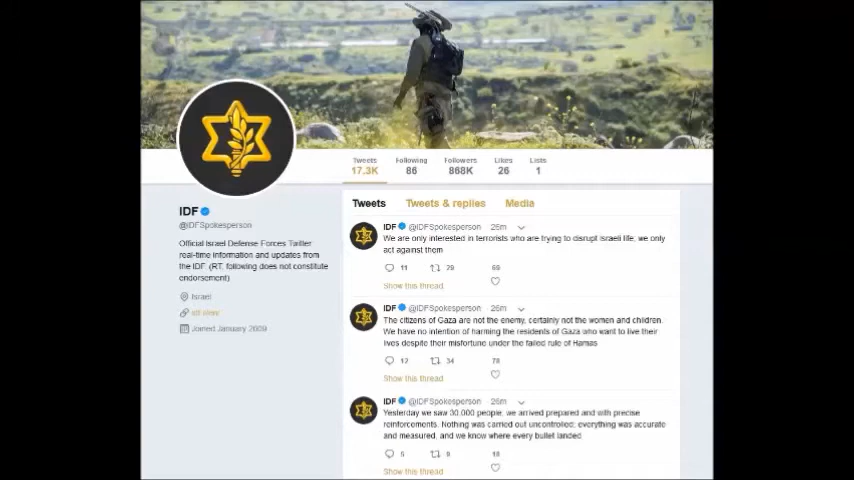 Tweets Following Followers Likes Lists
17.3K 86 868K 26 1
IDF
@IDFSpokesperson
Official Israel Defense Forces Twitter:
real-time information and updates from
the IDF. (RT, following does not constitute
endorsement)
Israel
idf.il/en/
Joined January 2009
Tweets Tweets & replies Media
IDF @IDFSpokesperson · 26m
We are only interested in terrorists who are trying to disrupt Israeli life, we only
act against them
11 29 69
Show this thread
IDF @IDFSpokesperson · 26m
The citizens of Gaza are not the enemy, certainly not the women and children.
We have no intention of harming the residents of Gaza who want to live their
lives despite their misfortune under the failed rule of Hamas
12 34 78
Show this thread
IDF @IDFSpokesperson · 26m
Yesterday we saw 30,000 people; we arrived prepared and with precise
reinforcements. Nothing was carried out uncontrolled; everything was accurate
and measured, and we know where every bullet landed
5 8 18
Show this thread